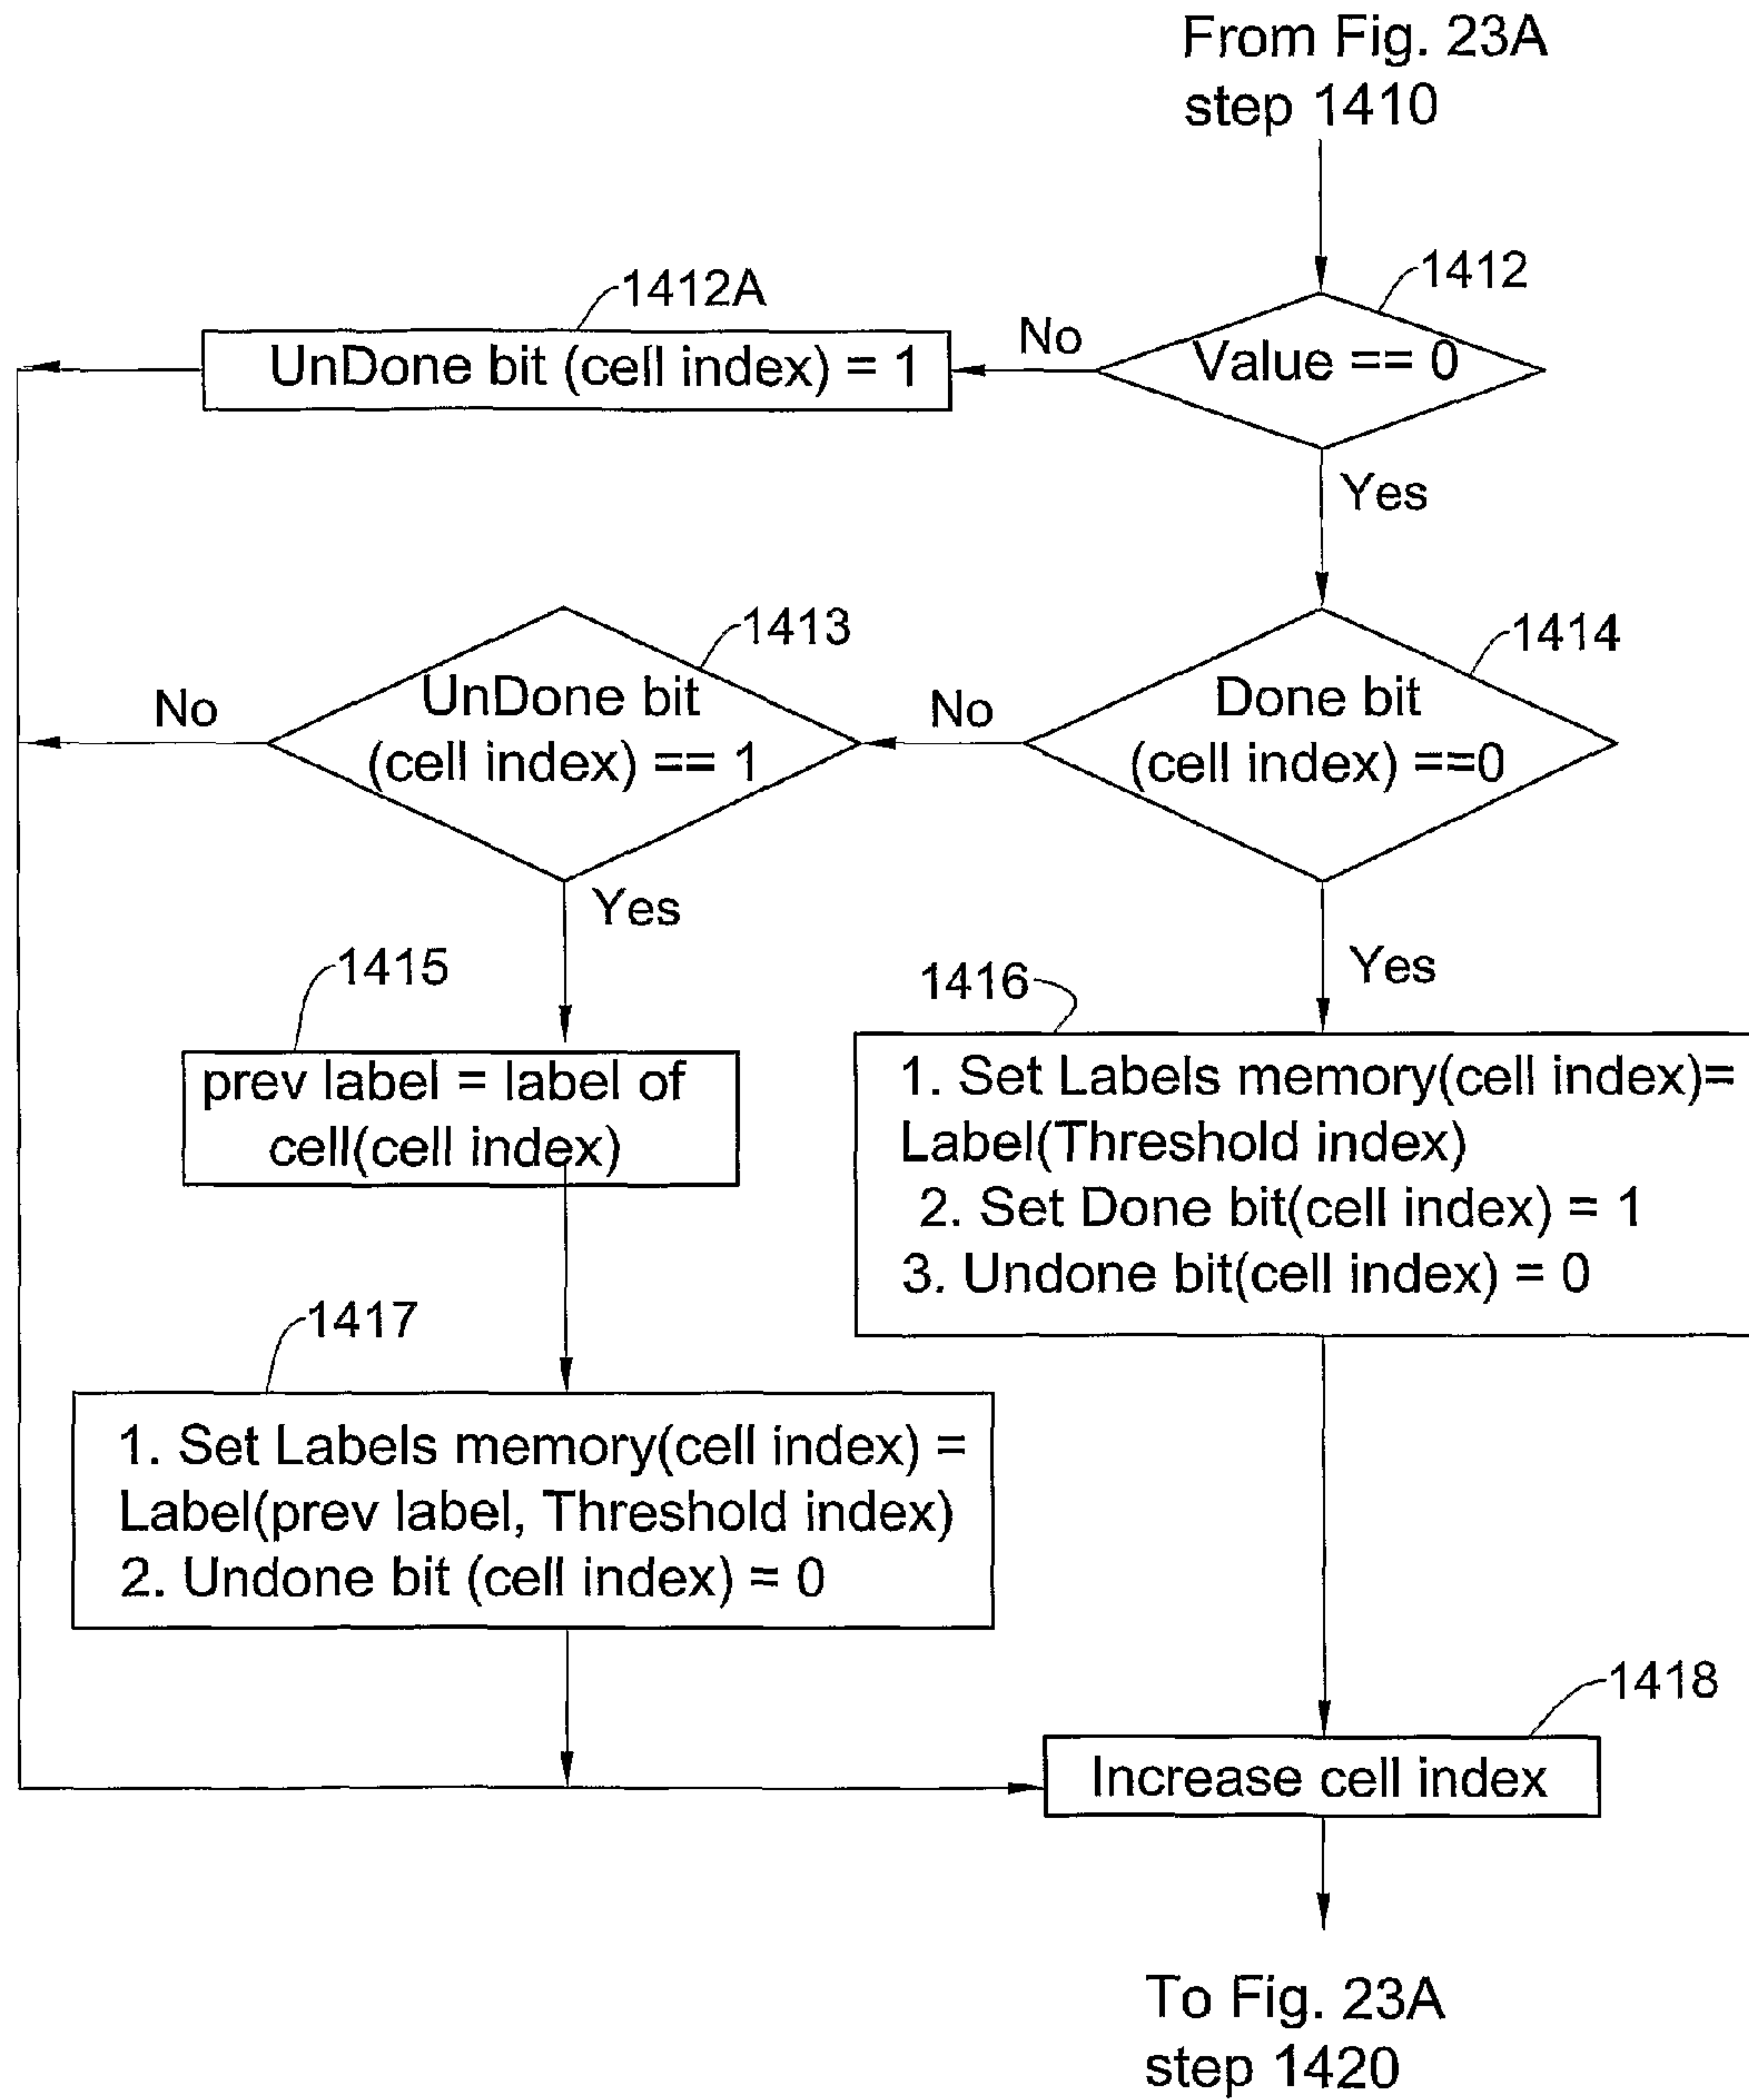 From Fig. 23A
step 1410
1412
1412A
No
UnDone bit (cell index) = 1
Value == 0
Yes
1413
1414
No
UnDone bit
(cell index) == 1
No
Done bit
(cell index) ==0
Yes
Yes
1415
1416
prev label = label of
cell(cell index)
1. Set Labels memory(cell index)=
Label(Threshold index)
2. Set Done bit(cell index) = 1
3. Undone bit(cell index) = 0
1417
1. Set Labels memory(cell index) =
Label(prev label, Threshold index)
2. Undone bit (cell index) = 0
1418
Increase cell index
To Fig. 23A
step 1420